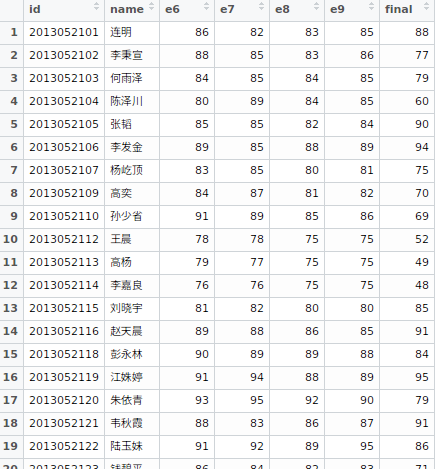 id name e6 e7 e8 e9 final
1 2013052101 连明 86 82 83 85 88
2 2013052102 李秉宣 88 85 83 86 77
3 2013052103 何雨泽 84 85 84 85 79
4 2013052104 陈泽川 80 89 84 85 60
5 2013052105 张韬 85 85 82 84 90
6 2013052106 李发金 89 85 88 89 94
7 2013052107 杨屹顶 83 85 80 81 75
8 2013052109 高奕 84 87 81 82 70
9 2013052110 孙少省 91 89 85 86 69
10 2013052112 王晨 78 78 75 75 52
11 2013052113 高杨 79 77 75 75 49
12 2013052114 李嘉良 76 76 75 75 48
13 2013052115 刘晓宇 81 82 80 80 85
14 2013052116 赵天晨 89 88 86 85 91
15 2013052118 彭永林 90 89 89 88 84
16 2013052119 江姝婷 91 94 88 89 95
17 2013052120 朱依青 93 95 92 90 79
18 2013052121 韦秋霞 88 83 86 87 91
19 2013052122 陆玉妹 91 92 89 95 86
20 2013052123 86 84 82 83 71